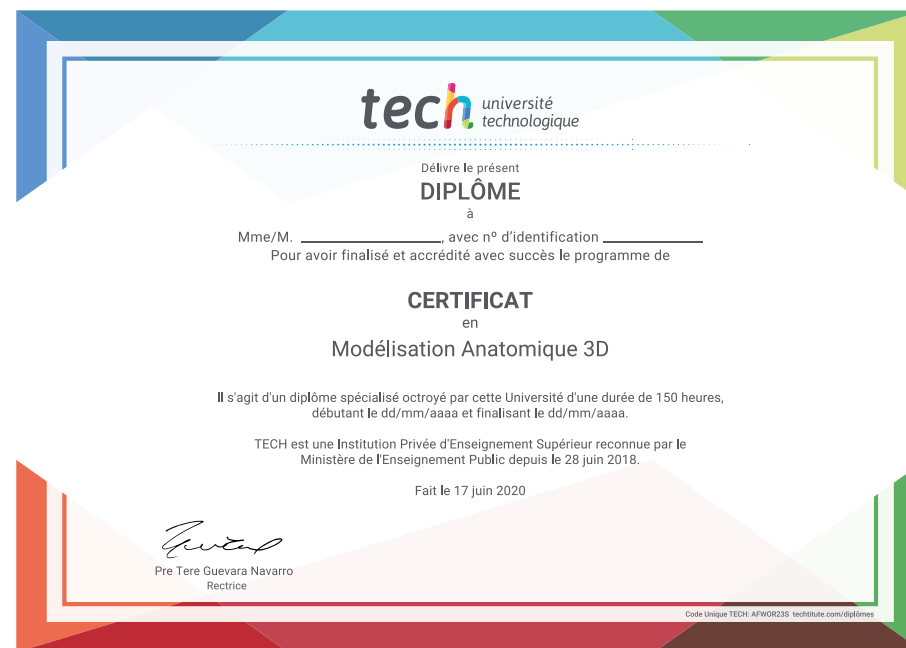 tech université
technologique
Délivre le présent
DIPLÔME
à
Mme/M. ____________________, avec nº d'identification ______________
Pour avoir finalisé et accrédité avec succès le programme de
CERTIFICAT
en
Modélisation Anatomique 3D
Il s'agit d'un diplôme spécialisé octroyé par cette Université d'une durée de 150 heures,
débutant le dd/mm/aaaa et finalisant le dd/mm/aaaa.
TECH est une Institution Privée d'Enseignement Supérieur reconnue par le
Ministère de l'Enseignement Public depuis le 28 juin 2018.
Fait le 17 juin 2020
Pre Tere Guevara Navarro
Rectrice
Code Unique TECH: AFWOR23S techtitute.com/diplômes